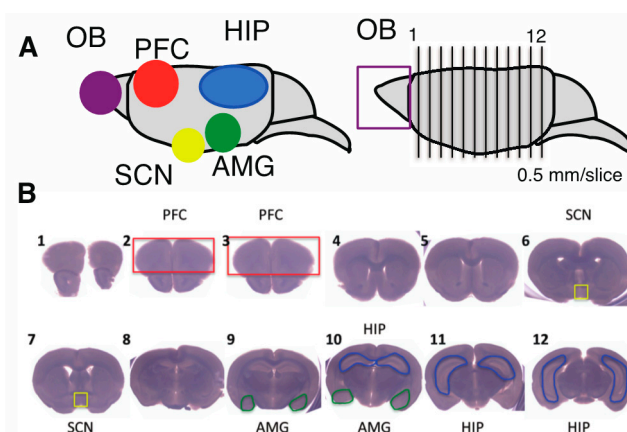 A
OB
PFC
HIP
SCN
AMG
OB
1
12
0.5 mm/slice
B
PFC
PFC
SCN
1
2
3
4
5
6
HIP
7
8
9
10
11
12
SCN
AMG
AMG
HIP
HIP